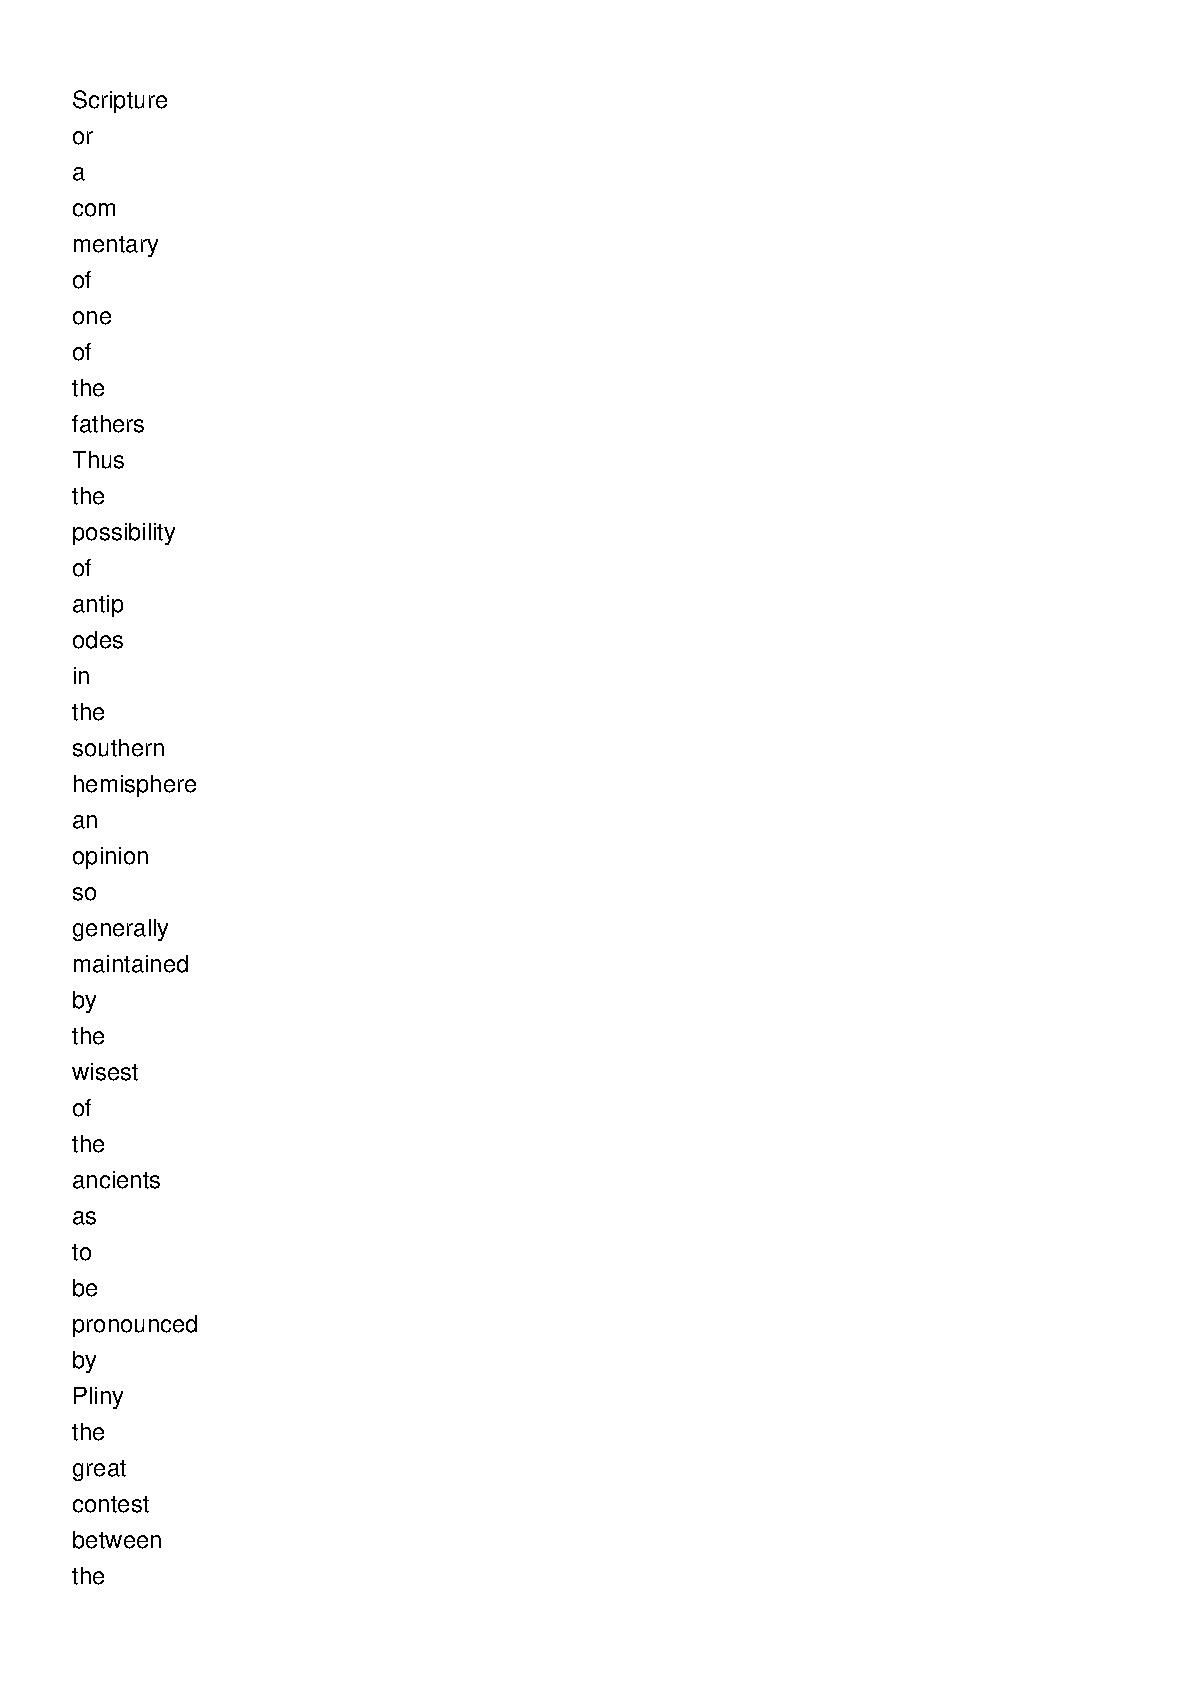 Scripture
or
a
com
mentary
of
one
of
the
fathers
Thus
the
possibility
of
antip
odes
in
the
southern
hemisphere
an
opinion
so
generally
maintained
by
the
wisest
of
the
ancients
as
to
be
pronounced
by
Pliny
the
great
contest
between
the